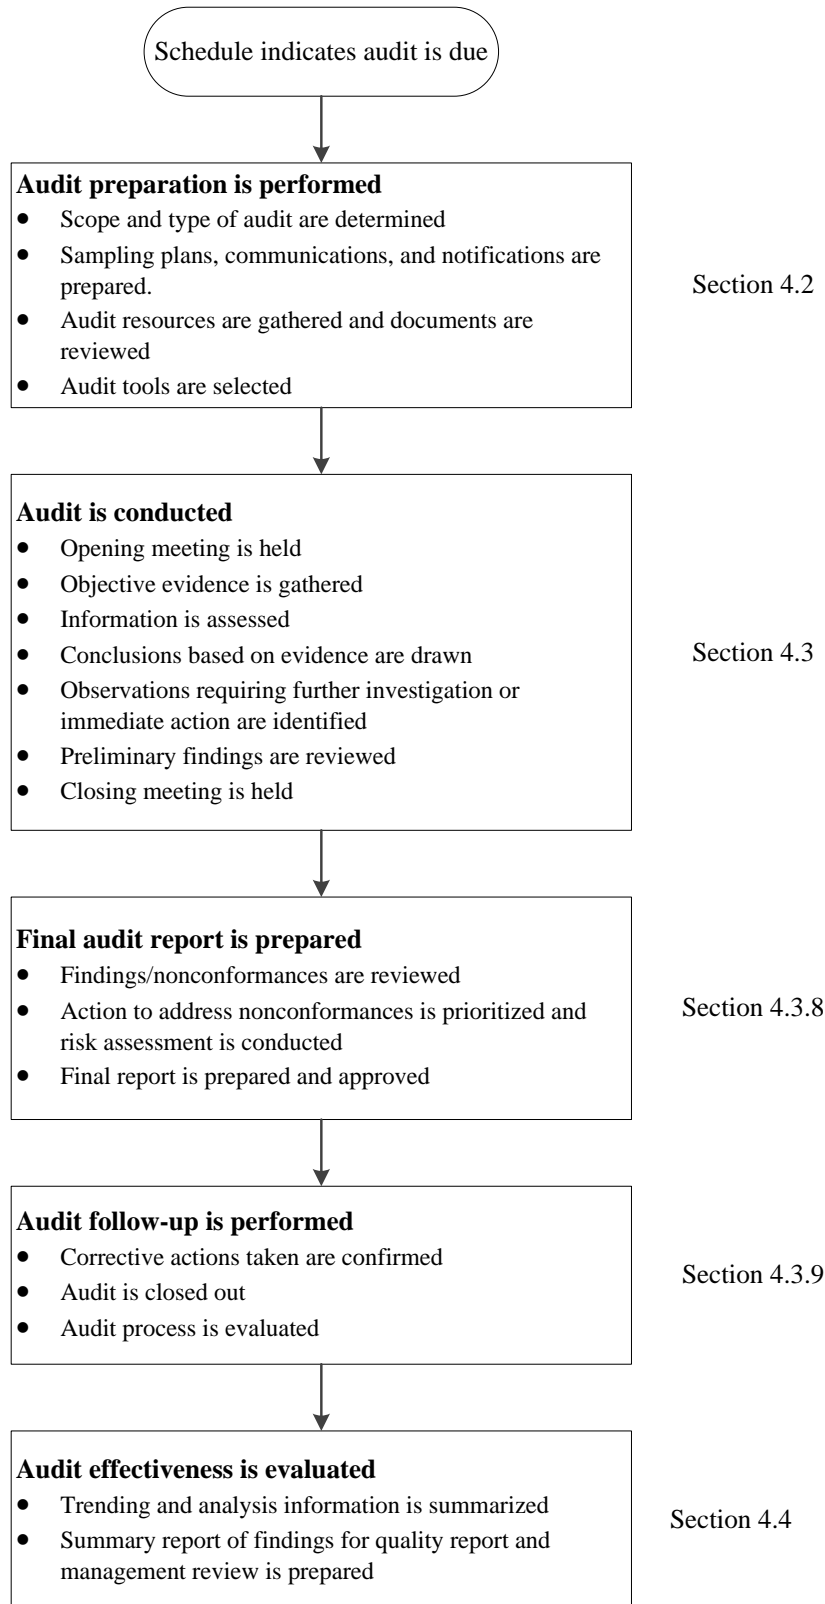 Schedule indicates audit is due
Audit preparation is performed
• Scope and type of audit are determined
• Sampling plans, communications, and notifications are
prepared.
• Audit resources are gathered and documents are
reviewed
• Audit tools are selected
Section 4.2
Audit is conducted
• Opening meeting is held
• Objective evidence is gathered
• Information is assessed
• Conclusions based on evidence are drawn
• Observations requiring further investigation or
immediate action are identified
• Preliminary findings are reviewed
• Closing meeting is held
Section 4.3
Final audit report is prepared
• Findings/nonconformances are reviewed
• Action to address nonconformances is prioritized and
risk assessment is conducted
• Final report is prepared and approved
Section 4.3.8
Audit follow-up is performed
• Corrective actions taken are confirmed
• Audit is closed out
• Audit process is evaluated
Section 4.3.9
Audit effectiveness is evaluated
• Trending and analysis information is summarized
• Summary report of findings for quality report and
management review is prepared
Section 4.4